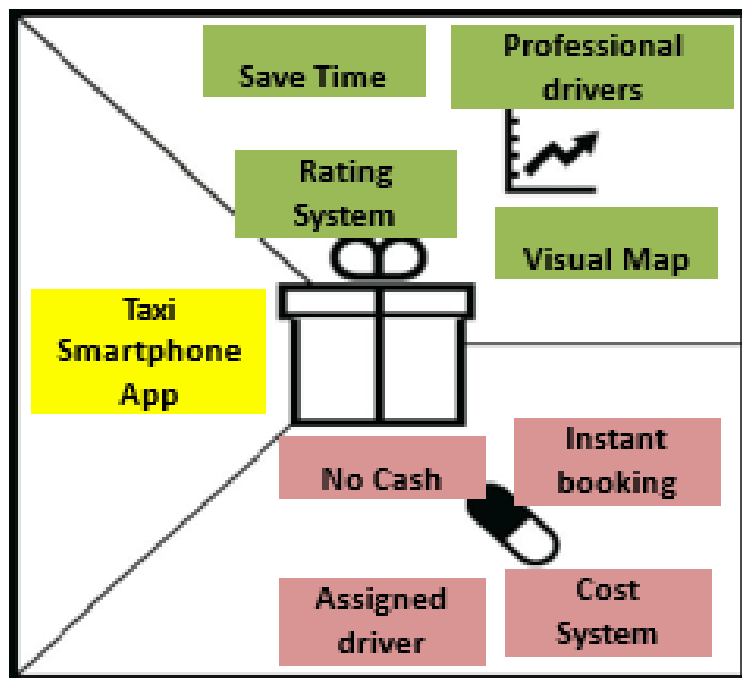 Save Time
Professional
drivers
Rating
System
Visual Map
Taxi
Smartphone
App
No Cash
Instant
booking
Assigned
driver
Cost
System